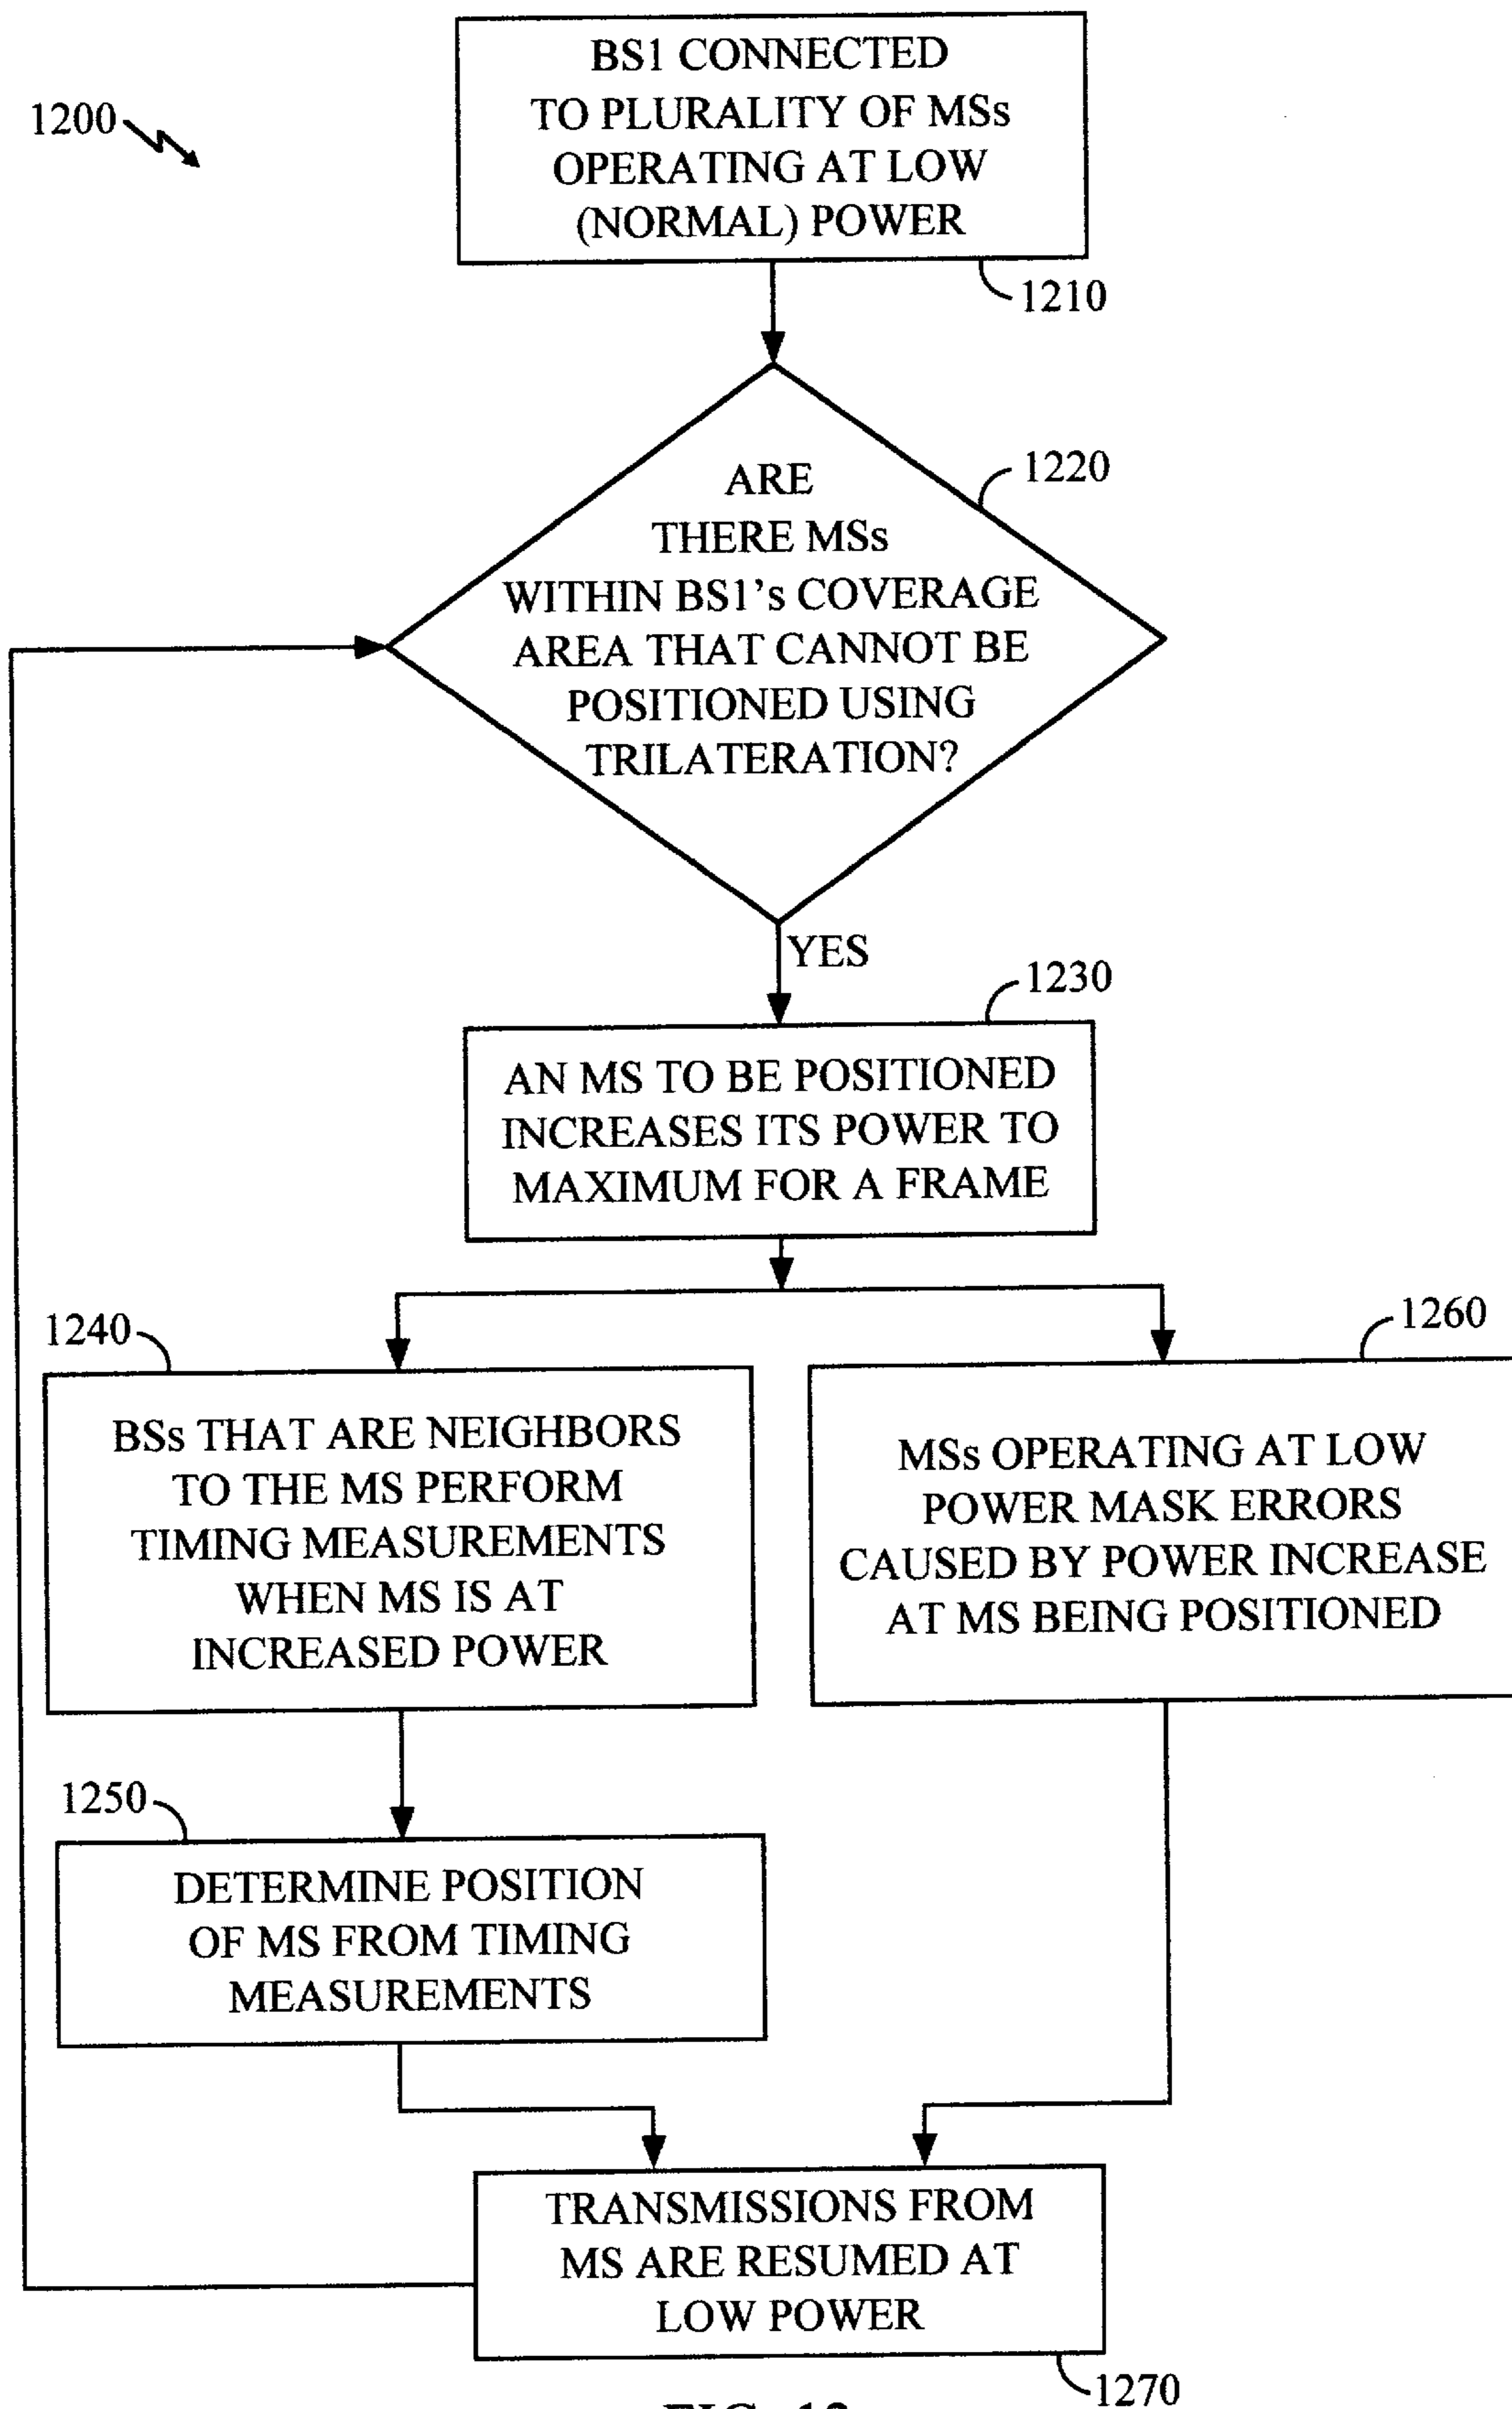 1200
BS1 CONNECTED
TO PLURALITY OF MSs
OPERATING AT LOW
(NORMAL) POWER
1210
ARE
THERE MSs
WITHIN BS1's COVERAGE
AREA THAT CANNOT BE
POSITIONED USING
TRILATERATION?
1220
YES
1230
AN MS TO BE POSITIONED
INCREASES ITS POWER TO
MAXIMUM FOR A FRAME
1240
BSs THAT ARE NEIGHBORS
TO THE MS PERFORM
TIMING MEASUREMENTS
WHEN MS IS AT
INCREASED POWER
1260
MSs OPERATING AT LOW
POWER MASK ERRORS
CAUSED BY POWER INCREASE
AT MS BEING POSITIONED
1250
DETERMINE POSITION
OF MS FROM TIMING
MEASUREMENTS
TRANSMISSIONS FROM
MS ARE RESUMED AT
LOW POWER
1270